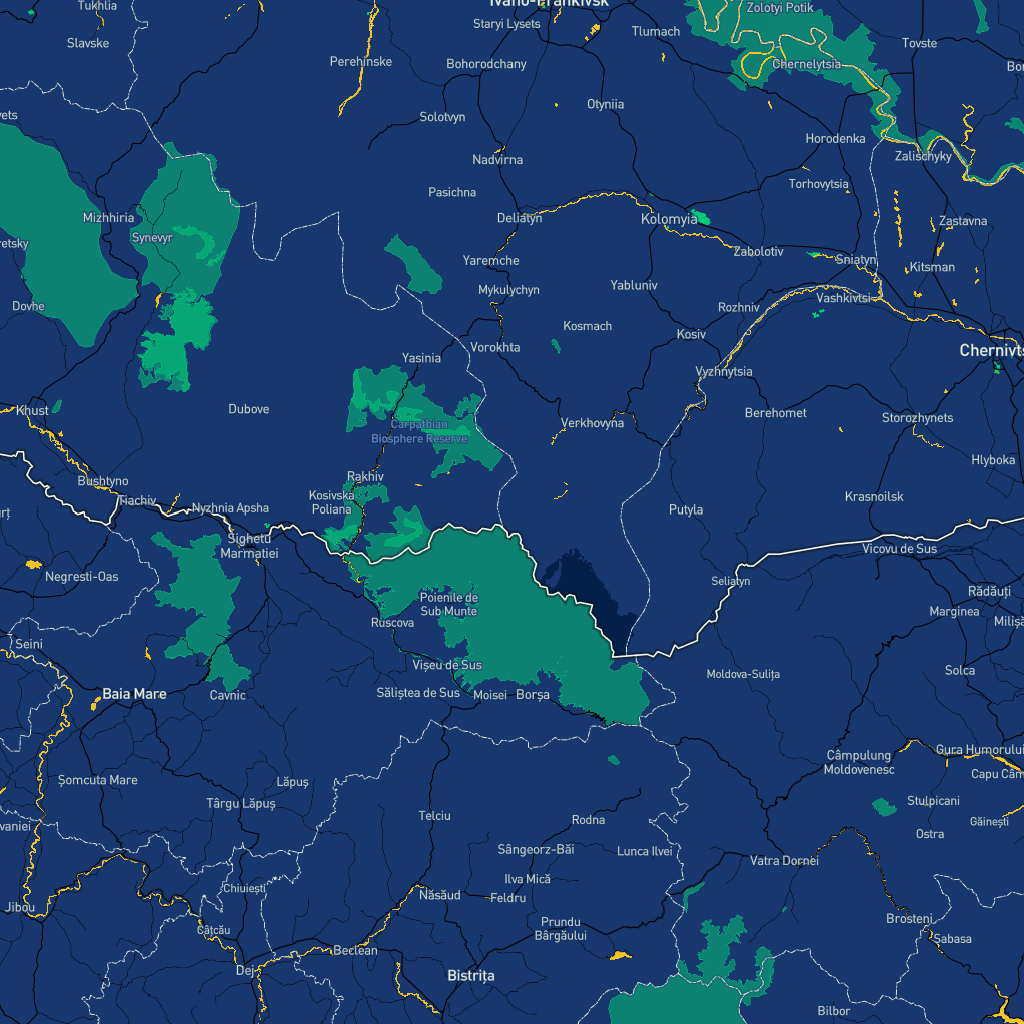 Ivano-Frankivsk
Tukhlia
Zolotyi Potik
Staryi Lysets
Tlumach
Slavske
Tovste
Perehinske
Bohorodchany
Chernelytsia
Otyniia
Solotvyn
Horodenka
Nadvirna
Zalischyky
Pasichna
Torhovytsia
Mizhhiria
Deliatyn
Kolomyia
Zastavna
Synevyr
Zabolotiv
Sniatyn
Yaremche
Kitsman
Mykulychyn
Yabluniv
Vashkivtsi
Dovhe
Rozhniv
Kosmach
Kosiv
Vorokhta
Yasinia
Vyzhnytsia
Khust
Dubove
Berehomet
Storozhynets
Carpathian
Biosphere Reserve
Verkhovyna
Hlyboka
Rakhiv
Bushtyno
Kosivska
Poliana
Tiachiv
Nyzhnia Apsha
Krasnoilsk
Putyla
Sighetu
Marmației
Vicovu de Sus
Negresti-Oas
Seliatyn
Rădăuți
Poienile de
Sub Munte
Marginea
Ruscova
Seini
Vișeu de Sus
Solca
Moldova-Sulița
Baia Mare
Cavnic
Săliștea de Sus
Moisei
Borșa
Gura Humorului
Câmpulung
Moldovenesc
Șomcuta Mare
Lăpuș
Târgu Lăpuș
Stulpicani
Telciu
Rodna
Găinești
Ostra
Sângeorz-Băi
Lunca Ilvei
Vatra Dornei
Ilva Mică
Chiuiești
Năsăud
Feldru
Jibou
Prundu
Bârgăului
Brosteni
Câțcău
Sabasa
Beclean
Dej
Bistrița
Bilbor